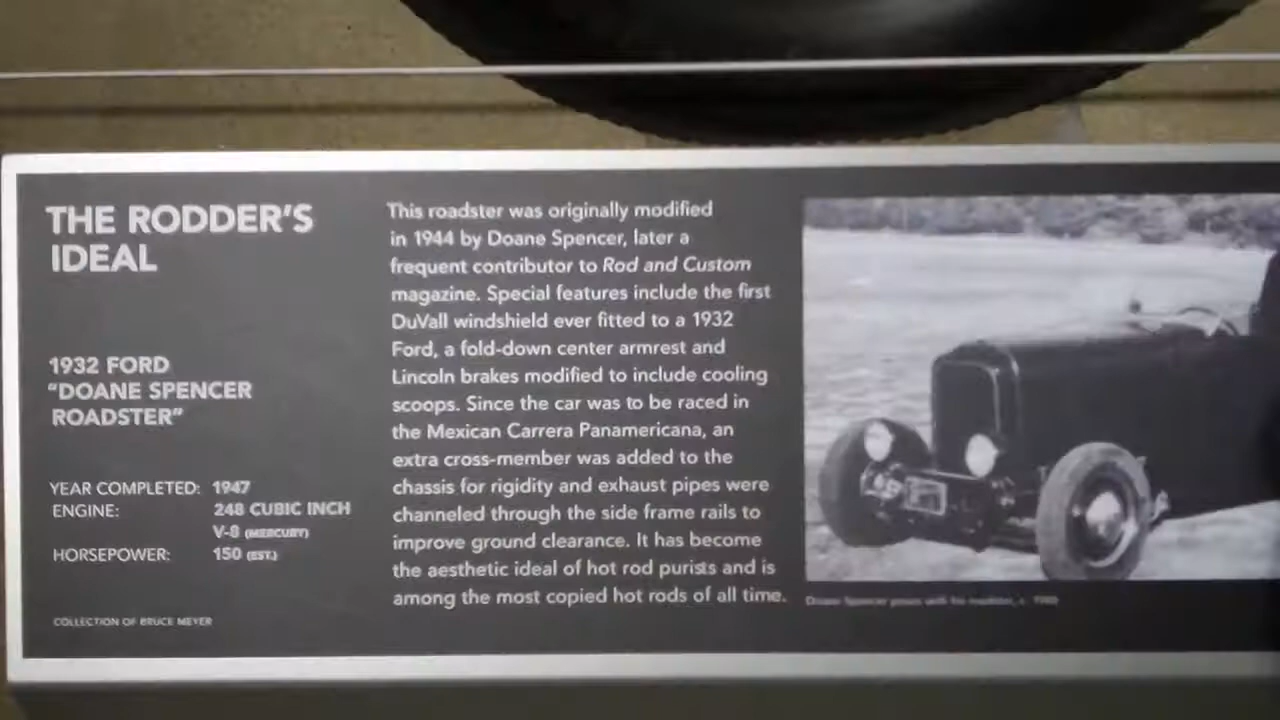 THE RODDER'S
IDEAL
1932 FORD
"DOANE SPENCER
ROADSTER"
YEAR COMPLETED: 1947
ENGINE: 248 CUBIC INCH
V-8 (MERCURY)
HORSEPOWER: 150 (EST.)
COLLECTION OF BRUCE MEYER
This roadster was originally modified
in 1944 by Doane Spencer, later a
frequent contributor to Rod and Custom
magazine. Special features include the first
DuVall windshield ever fitted to a 1932
Ford, a fold-down center armrest and
Lincoln brakes modified to include cooling
scoops. Since the car was to be raced in
the Mexican Carrera Panamericana, an
extra cross-member was added to the
chassis for rigidity and exhaust pipes were
channeled through the side frame rails to
improve ground clearance. It has become
the aesthetic ideal of hot rod purists and is
among the most copied hot rods of all time.
Doane Spencer poses with his roadster, c.